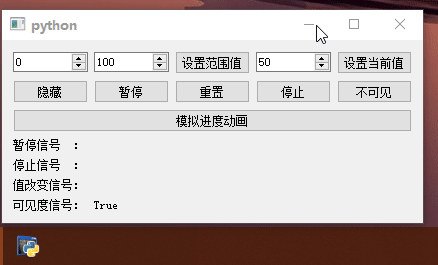 python
0 100 设置范围值 50 设置当前值
隐藏 暂停 重置 停止 不可见
模拟进度动画
暂停信号 :
停止信号 :
值改变信号:
可见度信号: True